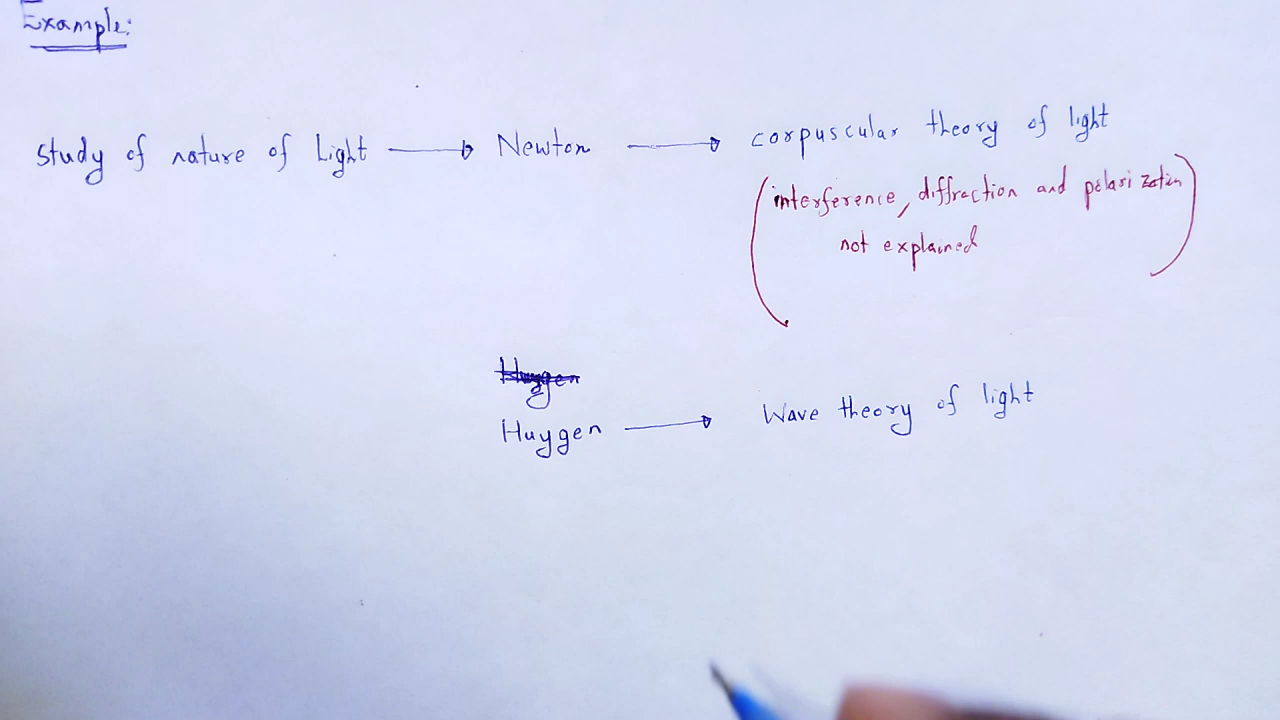 Example:
Study of nature of Light → Newton → corpuscular theory of light
(interference, diffraction and polarization
not explained)
Huygen
Huygen → Wave theory of light